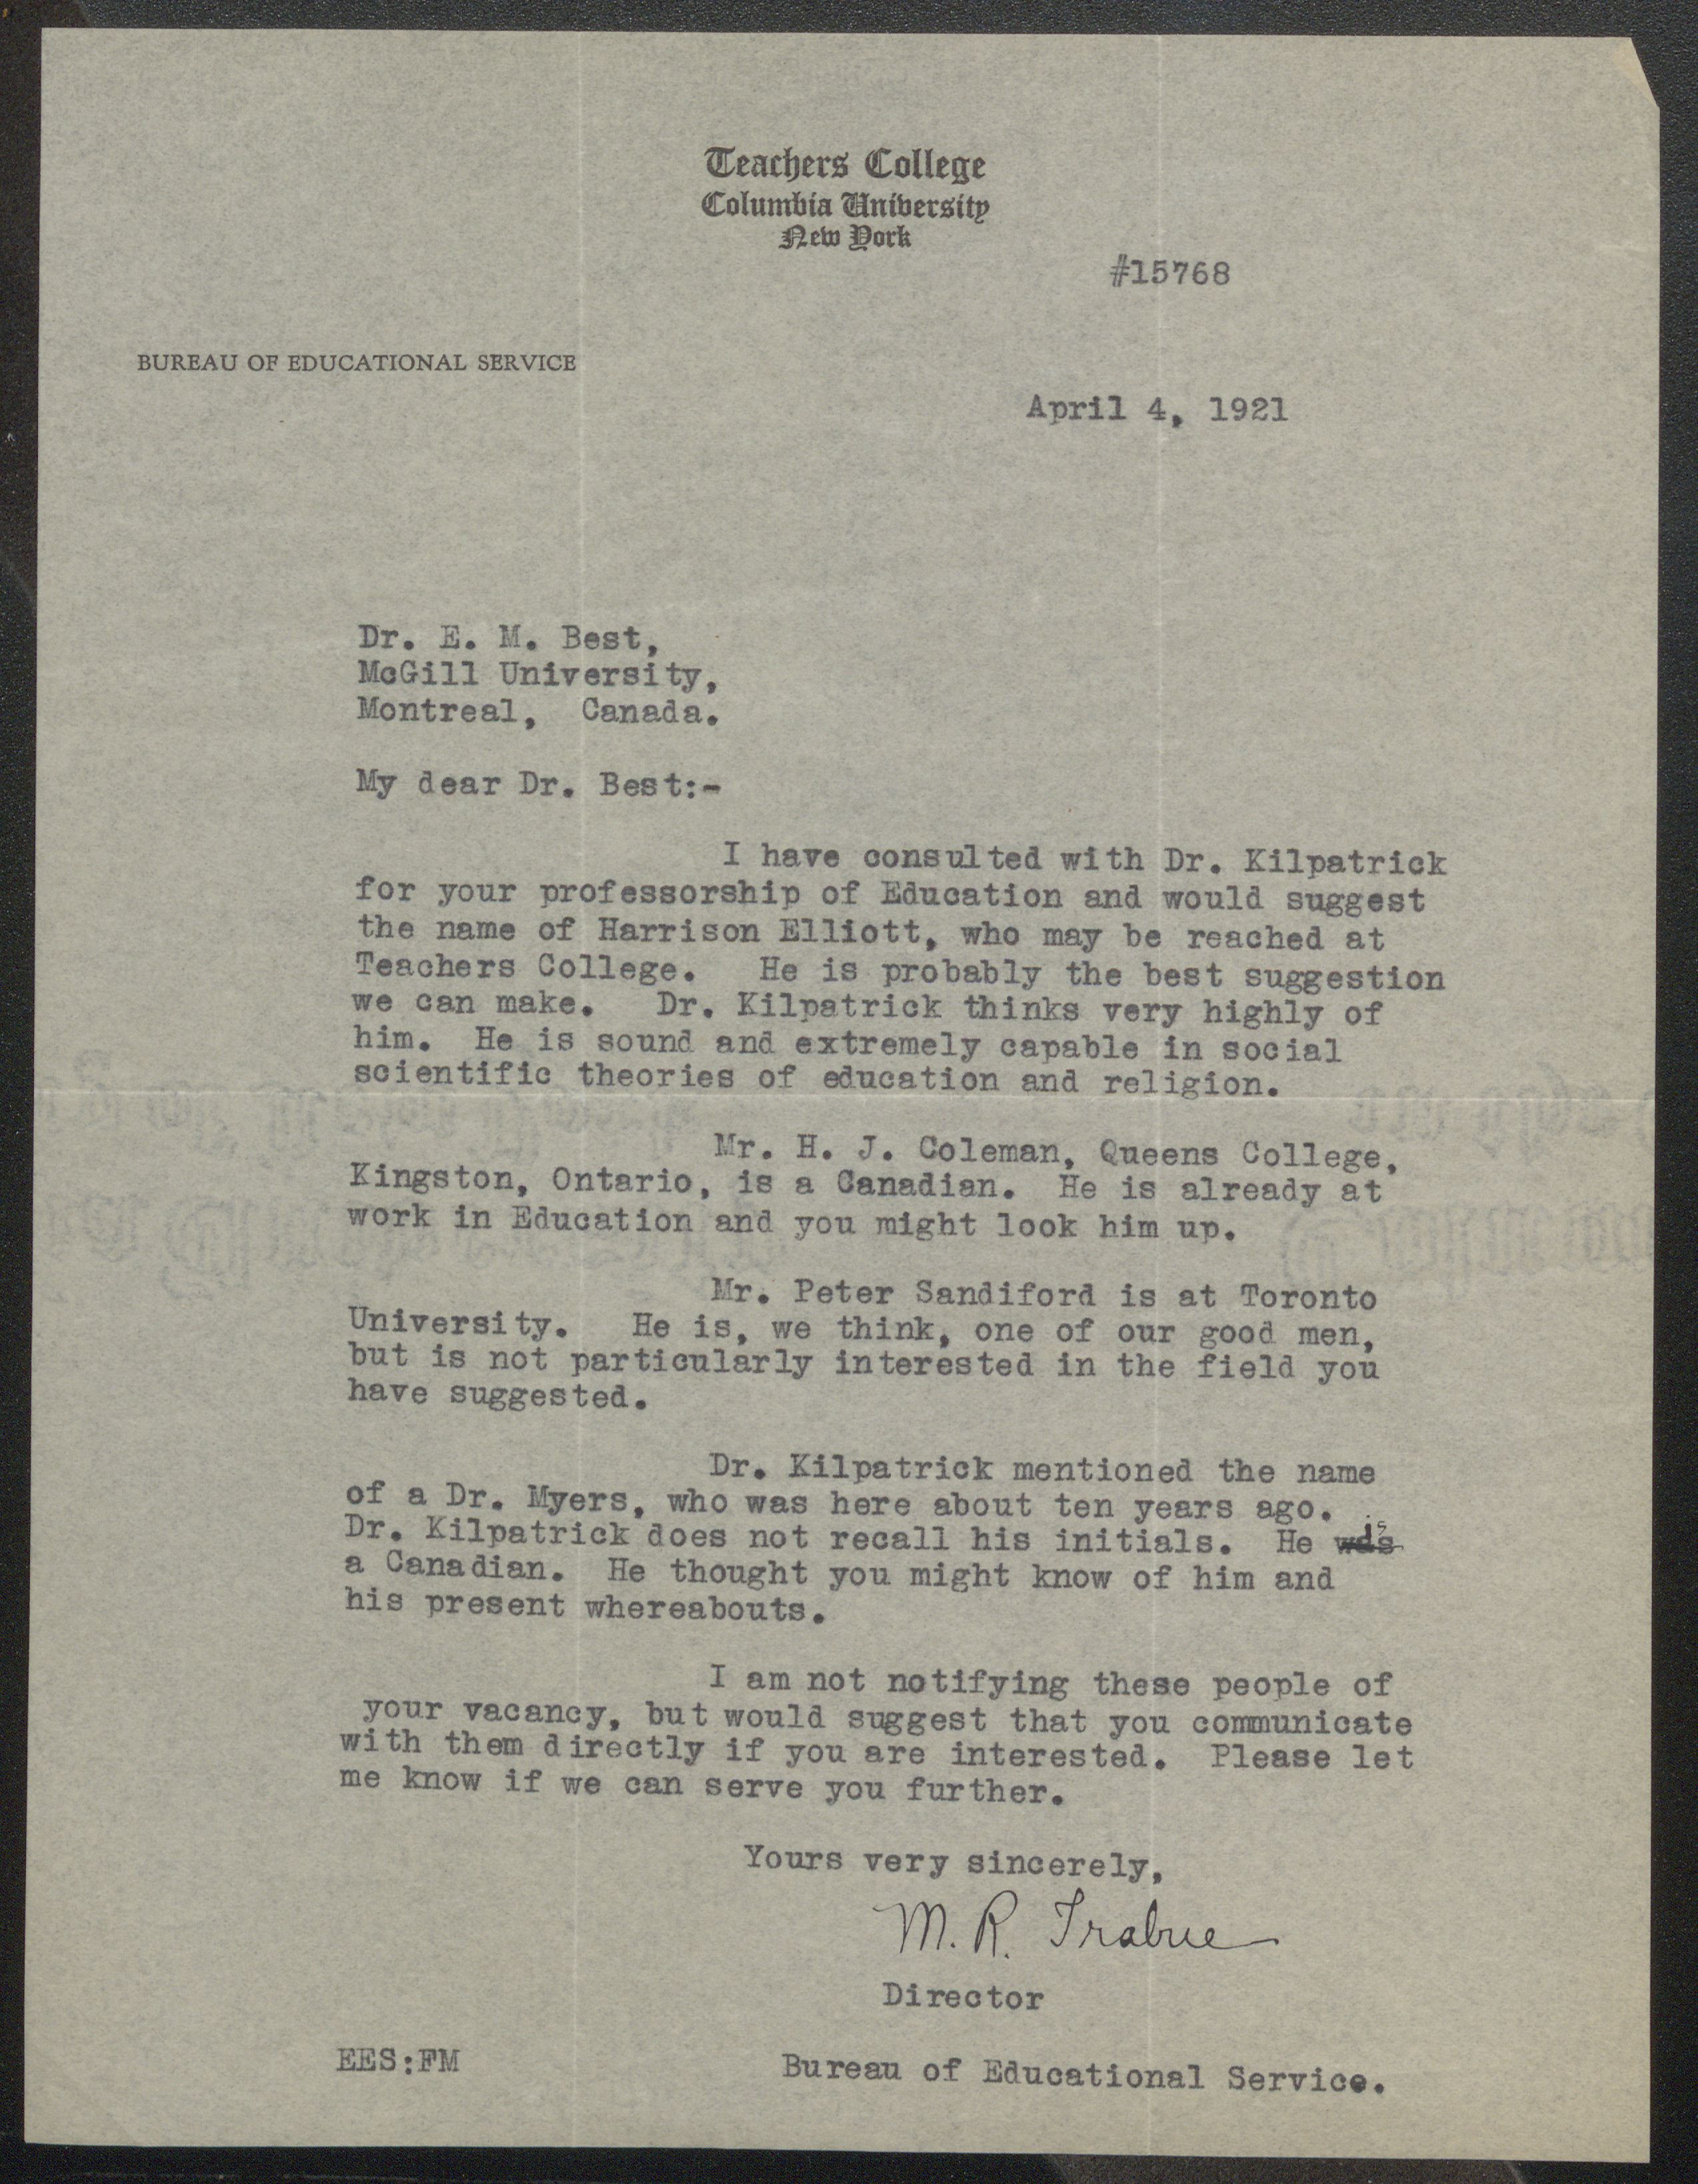 Teachers College
Columbia University
New York
#15768
BUREAU OF EDUCATIONAL SERVICE
April 4, 1921
Dr. E. M. Best,
McGill University,
Montreal, Canada.
My dear Dr. Best:-
I have consulted with Dr. Kilpatrick
for your professorship of Education and would suggest
the name of Harrison Elliott, who may be reached at
Teachers College. He is probably the best suggestion
we can make. Dr. Kilpatrick thinks very highly of
him. He is sound and extremely capable in social
scientific theories of education and religion.
Mr. H. J. Coleman, Queens College,
Kingston, Ontario, is a Canadian. He is already at
work in Education and you might look him up.
Mr. Peter Sandiford is at Toronto
University. He is, we think, one of our good men,
but is not particularly interested in the field you
have suggested.
Dr. Kilpatrick mentioned the name
of a Dr. Myers, who was here about ten years ago.
Dr. Kilpatrick does not recall his initials. He was is
a Canadian. He thought you might know of him and
his present whereabouts.
I am not notifying these people of
your vacancy, but would suggest that you communicate
with them directly if you are interested. Please let
me know if we can serve you further.
Yours very sincerely,
M. R. Trabue
Director
EES:FM
Bureau of Educational Service.